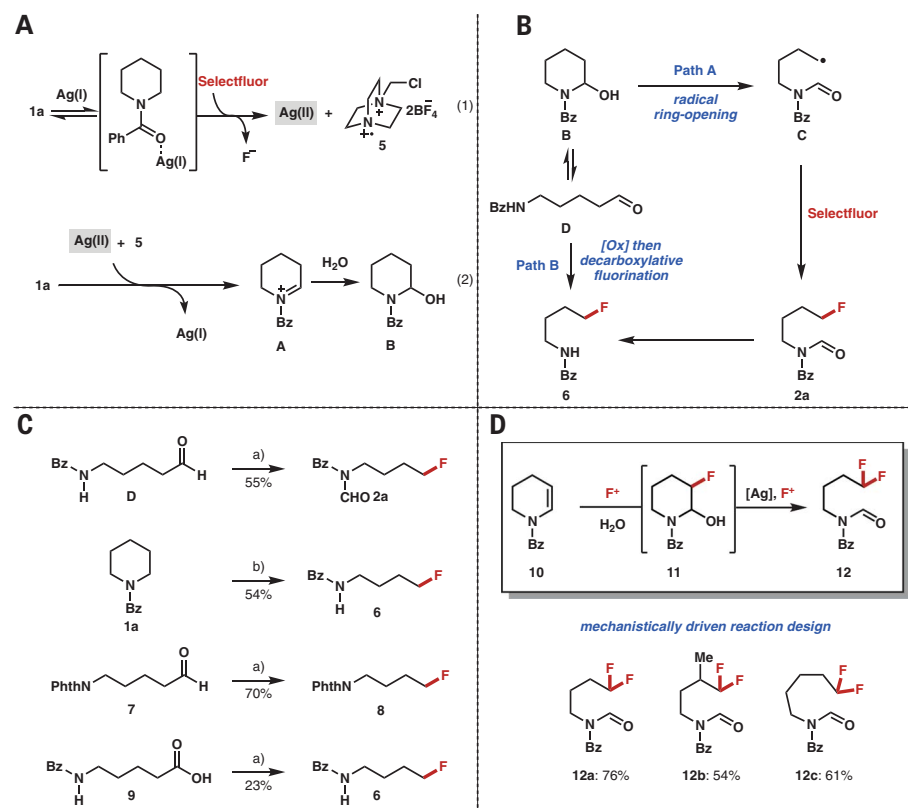 A
1a
Ag(I)
N
Ph
O
Ag(I)
Selectfluor
F–
Ag(II)
+
Cl
N
+
N
+•
2BF4–
5
(1)
1a
Ag(II) + 5
Ag(I)
N
+
Bz
A
H2O
N
OH
Bz
B
(2)
B
N
OH
Bz
B
Path A
radical
ring-opening
•
N
O
Bz
C
BzHN
O
D
Selectfluor
Path B
[Ox] then
decarboxylative
fluorination
F
NH
Bz
6
F
N
O
Bz
2a
C
Bz
N
H
O
H
D
a)
55%
Bz
N
CHO
F
2a
N
Bz
1a
b)
54%
Bz
N
H
F
6
PhthN
O
H
7
a)
70%
PhthN
F
8
Bz
N
H
O
OH
9
a)
23%
Bz
N
H
F
6
D
N
Bz
10
F+
H2O
F
N
OH
Bz
11
[Ag], F+
F
F
N
O
Bz
12
mechanistically driven reaction design
F
F
N
O
Bz
12a: 76%
Me
F
F
N
O
Bz
12b: 54%
F
F
N
O
Bz
12c: 61%